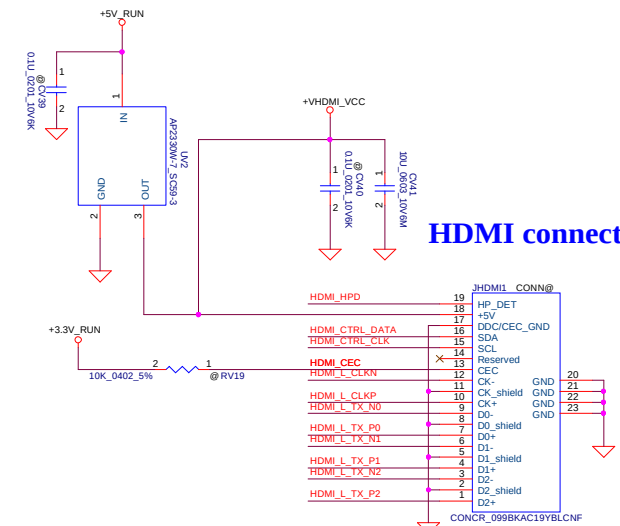 +5V_RUN
0.1U_0201_10V6K
@ CV39
1
2
1
IN
UV2
AP2330W-7_SC59-3
GND
OUT
2
3
+VHDMI_VCC
1
2
@ CV40
0.1U_0201_10V6K
1
2
CV41
10U_0603_10V6M
HDMI connect
JHDMI1 CONN@
HDMI_HPD 19 HP_DET
18 +5V
17 DDC/CEC_GND
HDMI_CTRL_DATA 16 SDA
HDMI_CTRL_CLK 15 SCL
14 Reserved
+3.3V_RUN
2 1
10K_0402_5% @ RV19
HDMI_CEC 13 CEC
HDMI_L_CLKN 12 CK- GND 20
11 CK_shield GND 21
HDMI_L_CLKP 10 CK+ GND 22
HDMI_L_TX_N0 9 D0- GND 23
8 D0_shield
HDMI_L_TX_P0 7 D0+
HDMI_L_TX_N1 6 D1-
5 D1_shield
HDMI_L_TX_P1 4 D1+
HDMI_L_TX_N2 3 D2-
2 D2_shield
HDMI_L_TX_P2 1 D2+
CONCR_099BKAC19YBLCNF